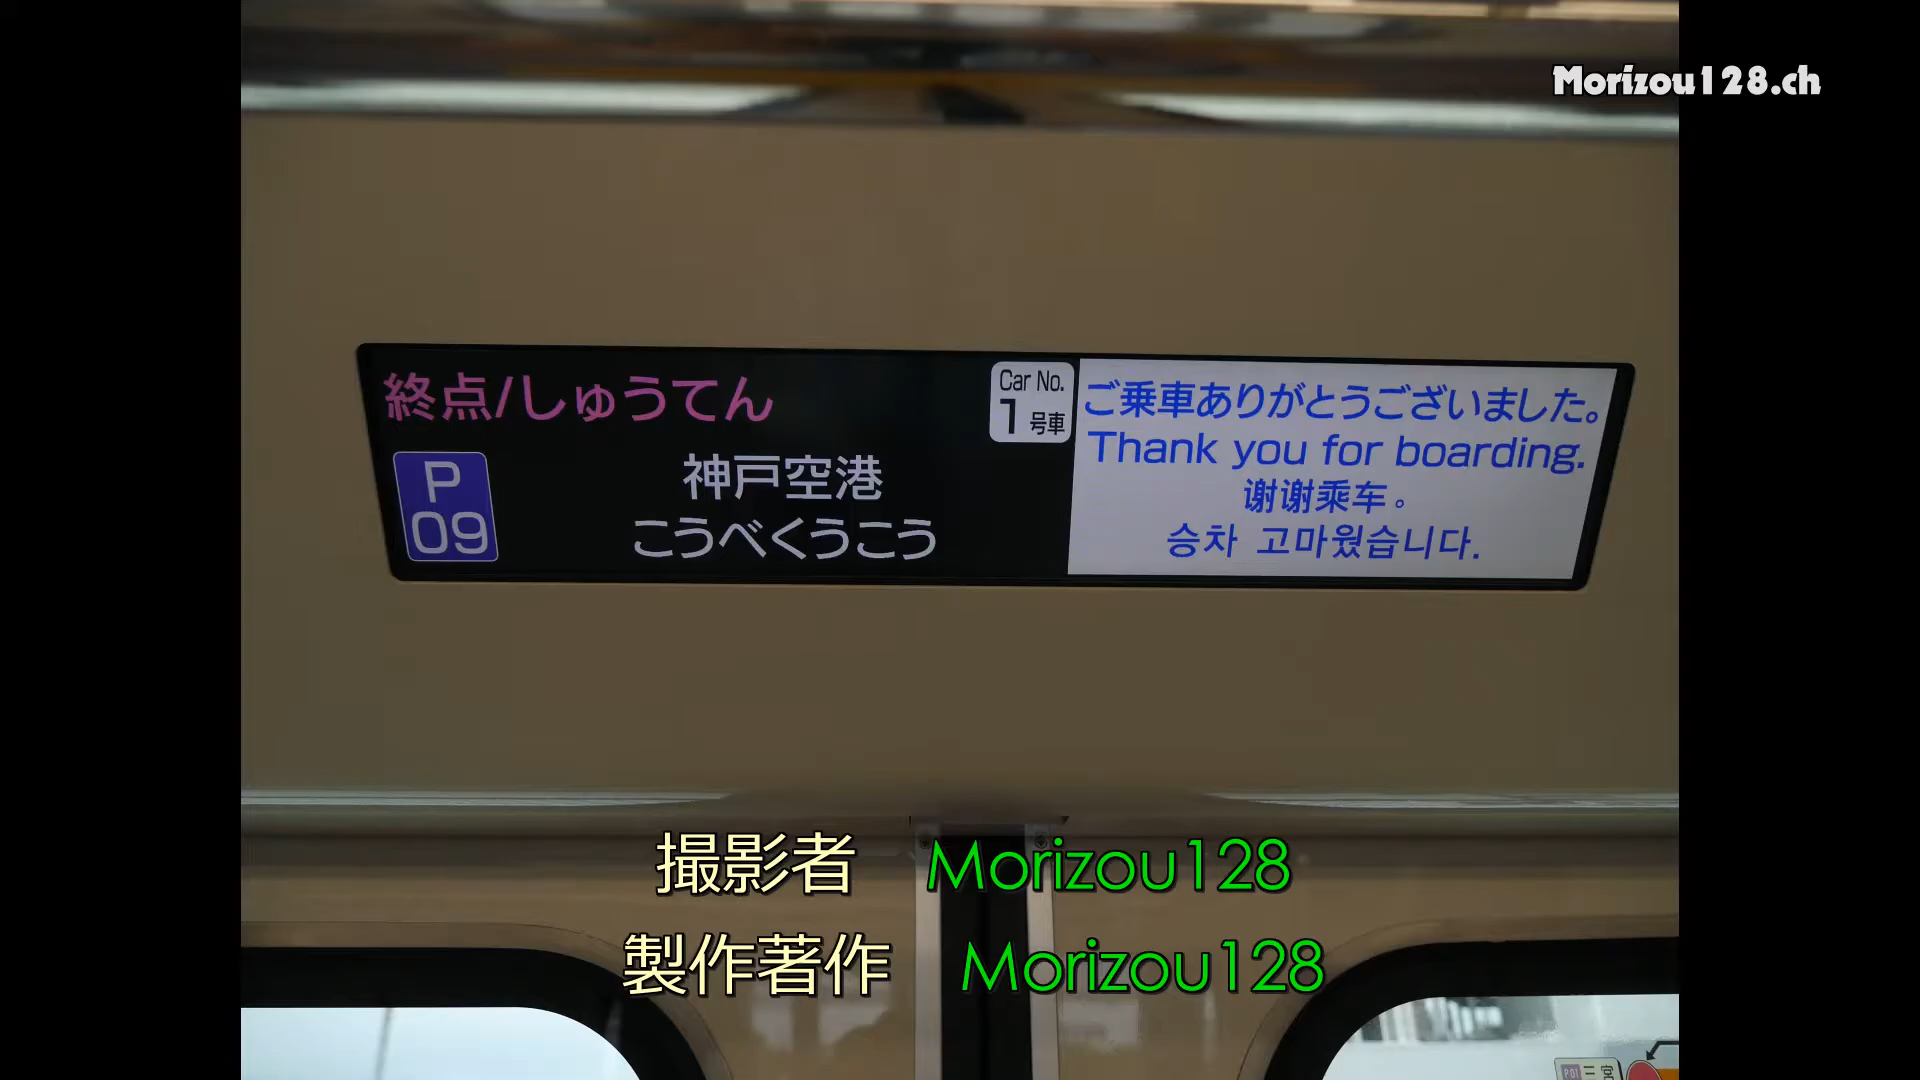 Morizou128.ch
終点/しゅうてん
P
09
神戸空港
こうべくうこう
Car No.
1号車
ご乗車ありがとうございました。
Thank you for boarding.
谢谢乘车。
승차 고마웠습니다.
撮影者 Morizou128
製作著作 Morizou128
P01 三宮